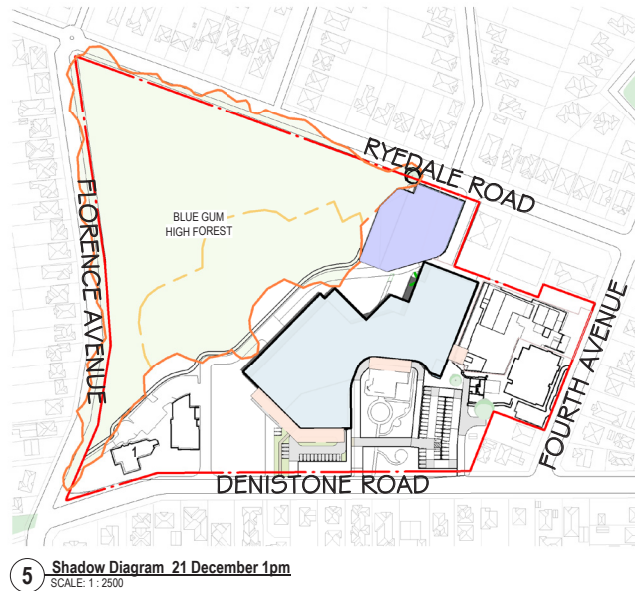 RYEDALE ROAD
BLUE GUM
HIGH FOREST
FLORENCE AVENUE
FOURTH AVENUE
1
DENISTONE ROAD
5
Shadow Diagram 21 December 1pm
SCALE: 1 : 2500